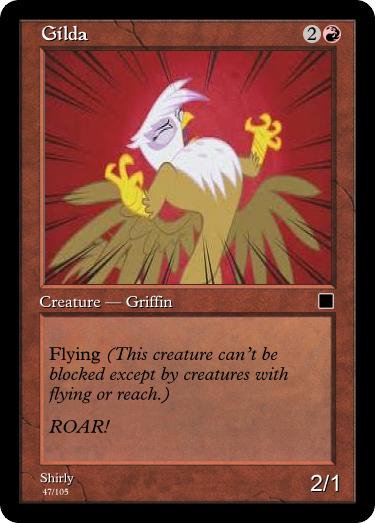 Gilda 2
Creature — Griffin
Flying (This creature can't be
blocked except by creatures with
flying or reach.)
ROAR!
Shirly
47/105
2/1